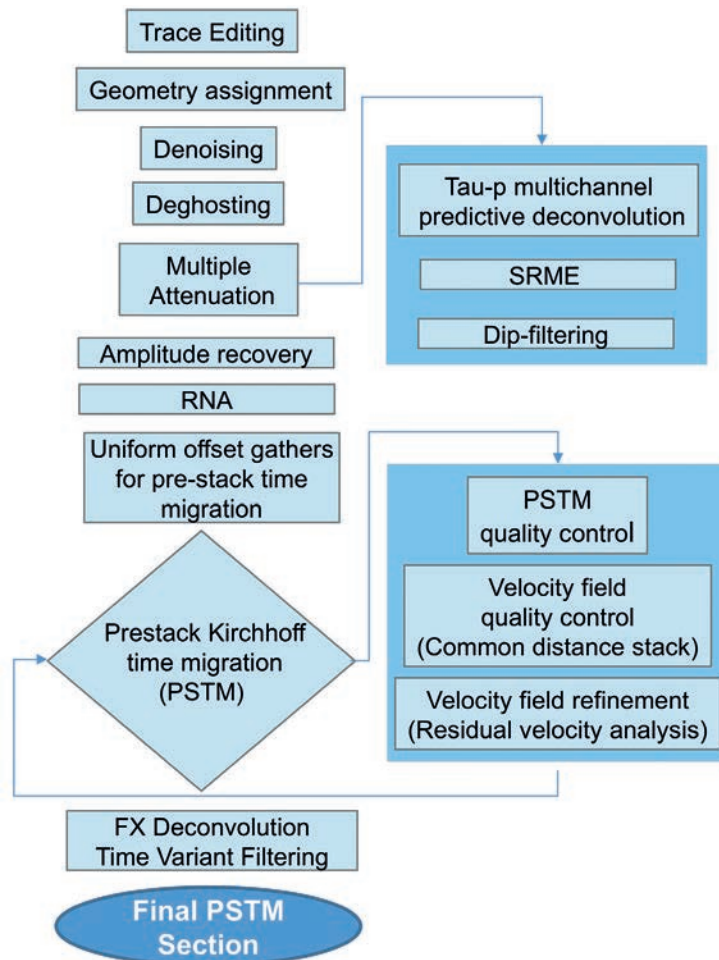 Trace Editing
Geometry assignment
Denoising
Deghosting
Multiple
Attenuation
Tau-p multichannel
predictive deconvolution
SRME
Dip-filtering
Amplitude recovery
RNA
Uniform offset gathers
for pre-stack time
migration
Prestack Kirchhoff
time migration
(PSTM)
PSTM
quality control
Velocity field
quality control
(Common distance stack)
Velocity field refinement
(Residual velocity analysis)
FX Deconvolution
Time Variant Filtering
Final PSTM
Section